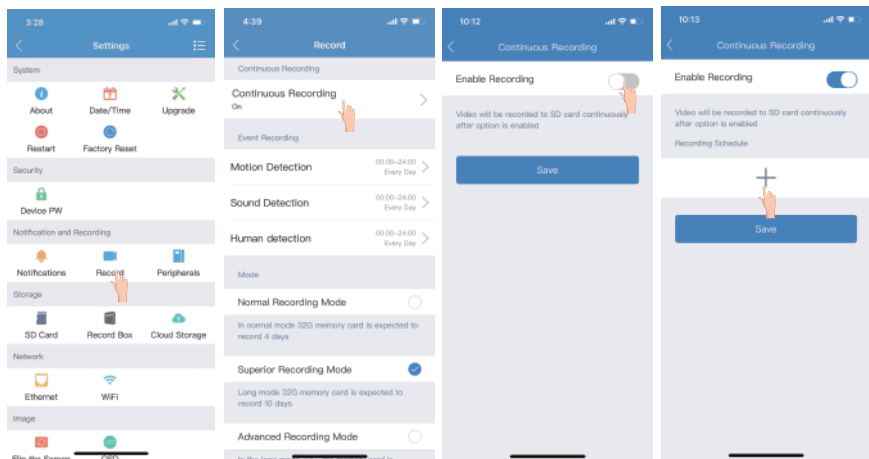 3:28
Settings
System
About
Date/Time
Upgrade
Restart
Factory Reset
Security
Device PW
Notification and Recording
Notifications
Record
Peripherals
Storage
SD Card
Record Box
Cloud Storage
Network
Ethernet
WiFi
Image
Flip the Screen
OSD
4:39
Record
Continuous Recording
Continuous Recording
On
Event Recording
Motion Detection
00:00-24:00
Every Day
Sound Detection
00:00-24:00
Every Day
Human detection
00:00-24:00
Every Day
Mode
Normal Recording Mode
In normal mode 32G memory card is expected to
record 4 days
Superior Recording Mode
Long mode 32G memory card is expected to
record 10 days
Advanced Recording Mode
10:12
Continuous Recording
Enable Recording
Video will be recorded to SD card continuously
after option is enabled
Save
10:13
Continuous Recording
Enable Recording
Video will be recorded to SD card continuously
after option is enabled
Recording Schedule
Save